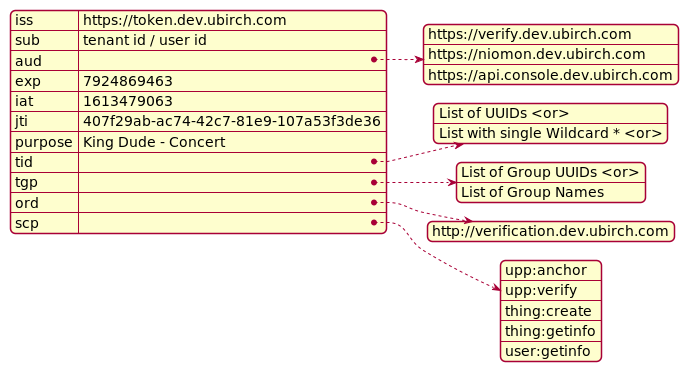 iss https://token.dev.ubirch.com
sub tenant id / user id
aud
exp 7924869463
iat 1613479063
jti 407f29ab-ac74-42c7-81e9-107a53f3de36
purpose King Dude - Concert
tid
tgp
ord
scp
https://verify.dev.ubirch.com
https://niomon.dev.ubirch.com
https://api.console.dev.ubirch.com
List of UUIDs <or>
List with single Wildcard * <or>
List of Group UUIDs <or>
List of Group Names
http://verification.dev.ubirch.com
upp:anchor
upp:verify
thing:create
thing:getinfo
user:getinfo